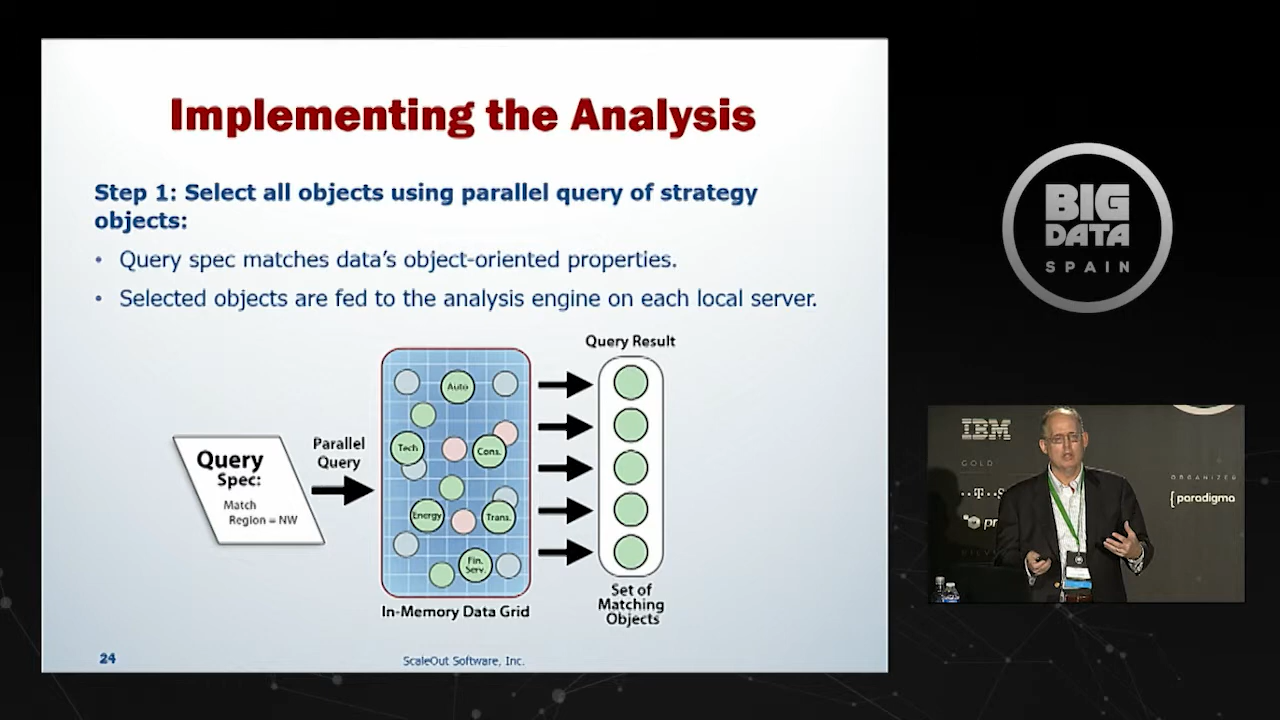 Implementing the Analysis
Step 1: Select all objects using parallel query of strategy
objects:
• Query spec matches data's object-oriented properties.
• Selected objects are fed to the analysis engine on each local server.
Query
Spec:
Match
Region = NW
Parallel
Query
Auto
Tech
Cons.
Energy
Trans.
Fin.
Serv.
In-Memory Data Grid
Query Result
Set of
Matching
Objects
24
ScaleOut Software, Inc.
BIG
DATA
SPAIN
IBM
GOLD
ORGANIZER
{paradigma